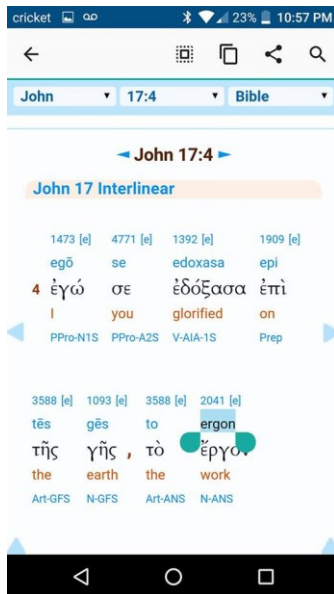 cricket 23% 10:57 PM
John 17:4 Bible
John 17:4
John 17 Interlinear
1473 [e] 4771 [e] 1392 [e] 1909 [e]
egō se edoxasa epi
4 ἐγώ σε ἐδόξασα ἐπὶ
I you glorified on
PPro-N1S PPro-A2S V-AIA-1S Prep
3588 [e] 1093 [e] 3588 [e] 2041 [e]
tēs gēs to ergon
τῆς γῆς , τὸ ἔργον
the earth the work
Art-GFS N-GFS Art-ANS N-ANS